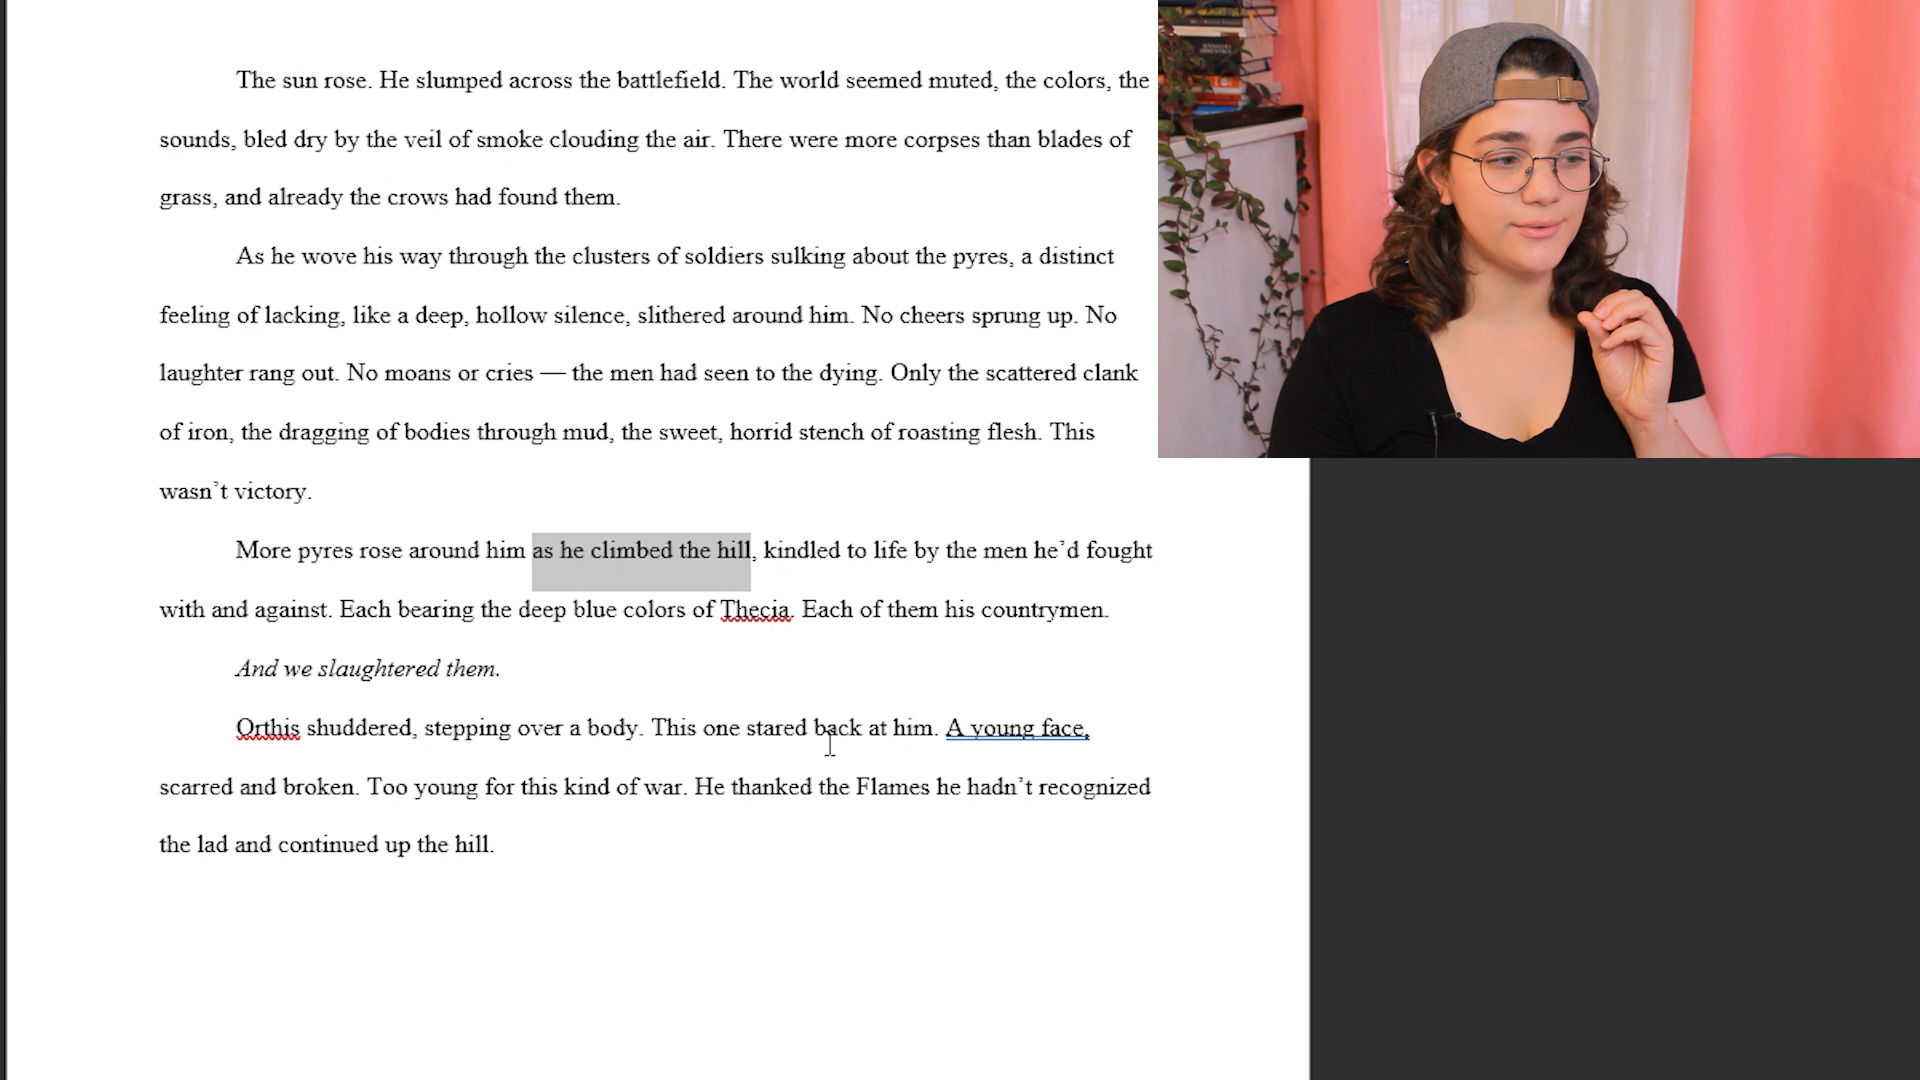 The sun rose. He slumped across the battlefield. The world seemed muted, the colors, the
sounds, bled dry by the veil of smoke clouding the air. There were more corpses than blades of
grass, and already the crows had found them.
As he wove his way through the clusters of soldiers sulking about the pyres, a distinct
feeling of lacking, like a deep, hollow silence, slithered around him. No cheers sprung up. No
laughter rang out. No moans or cries — the men had seen to the dying. Only the scattered clank
of iron, the dragging of bodies through mud, the sweet, horrid stench of roasting flesh. This
wasn’t victory.
More pyres rose around him as he climbed the hill, kindled to life by the men he’d fought
with and against. Each bearing the deep blue colors of Thecia. Each of them his countrymen.
And we slaughtered them.
Orthis shuddered, stepping over a body. This one stared back at him. A young face,
scarred and broken. Too young for this kind of war. He thanked the Flames he hadn’t recognized
the lad and continued up the hill.